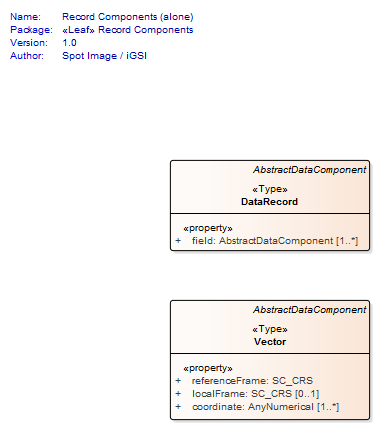 Name: Record Components (alone)
Package: «Leaf» Record Components
Version: 1.0
Author: Spot Image / iGSI
AbstractDataComponent
«Type»
DataRecord
«property»
+ field: AbstractDataComponent [1..*]
AbstractDataComponent
«Type»
Vector
«property»
+ referenceFrame: SC_CRS
+ localFrame: SC_CRS [0..1]
+ coordinate: AnyNumerical [1..*]